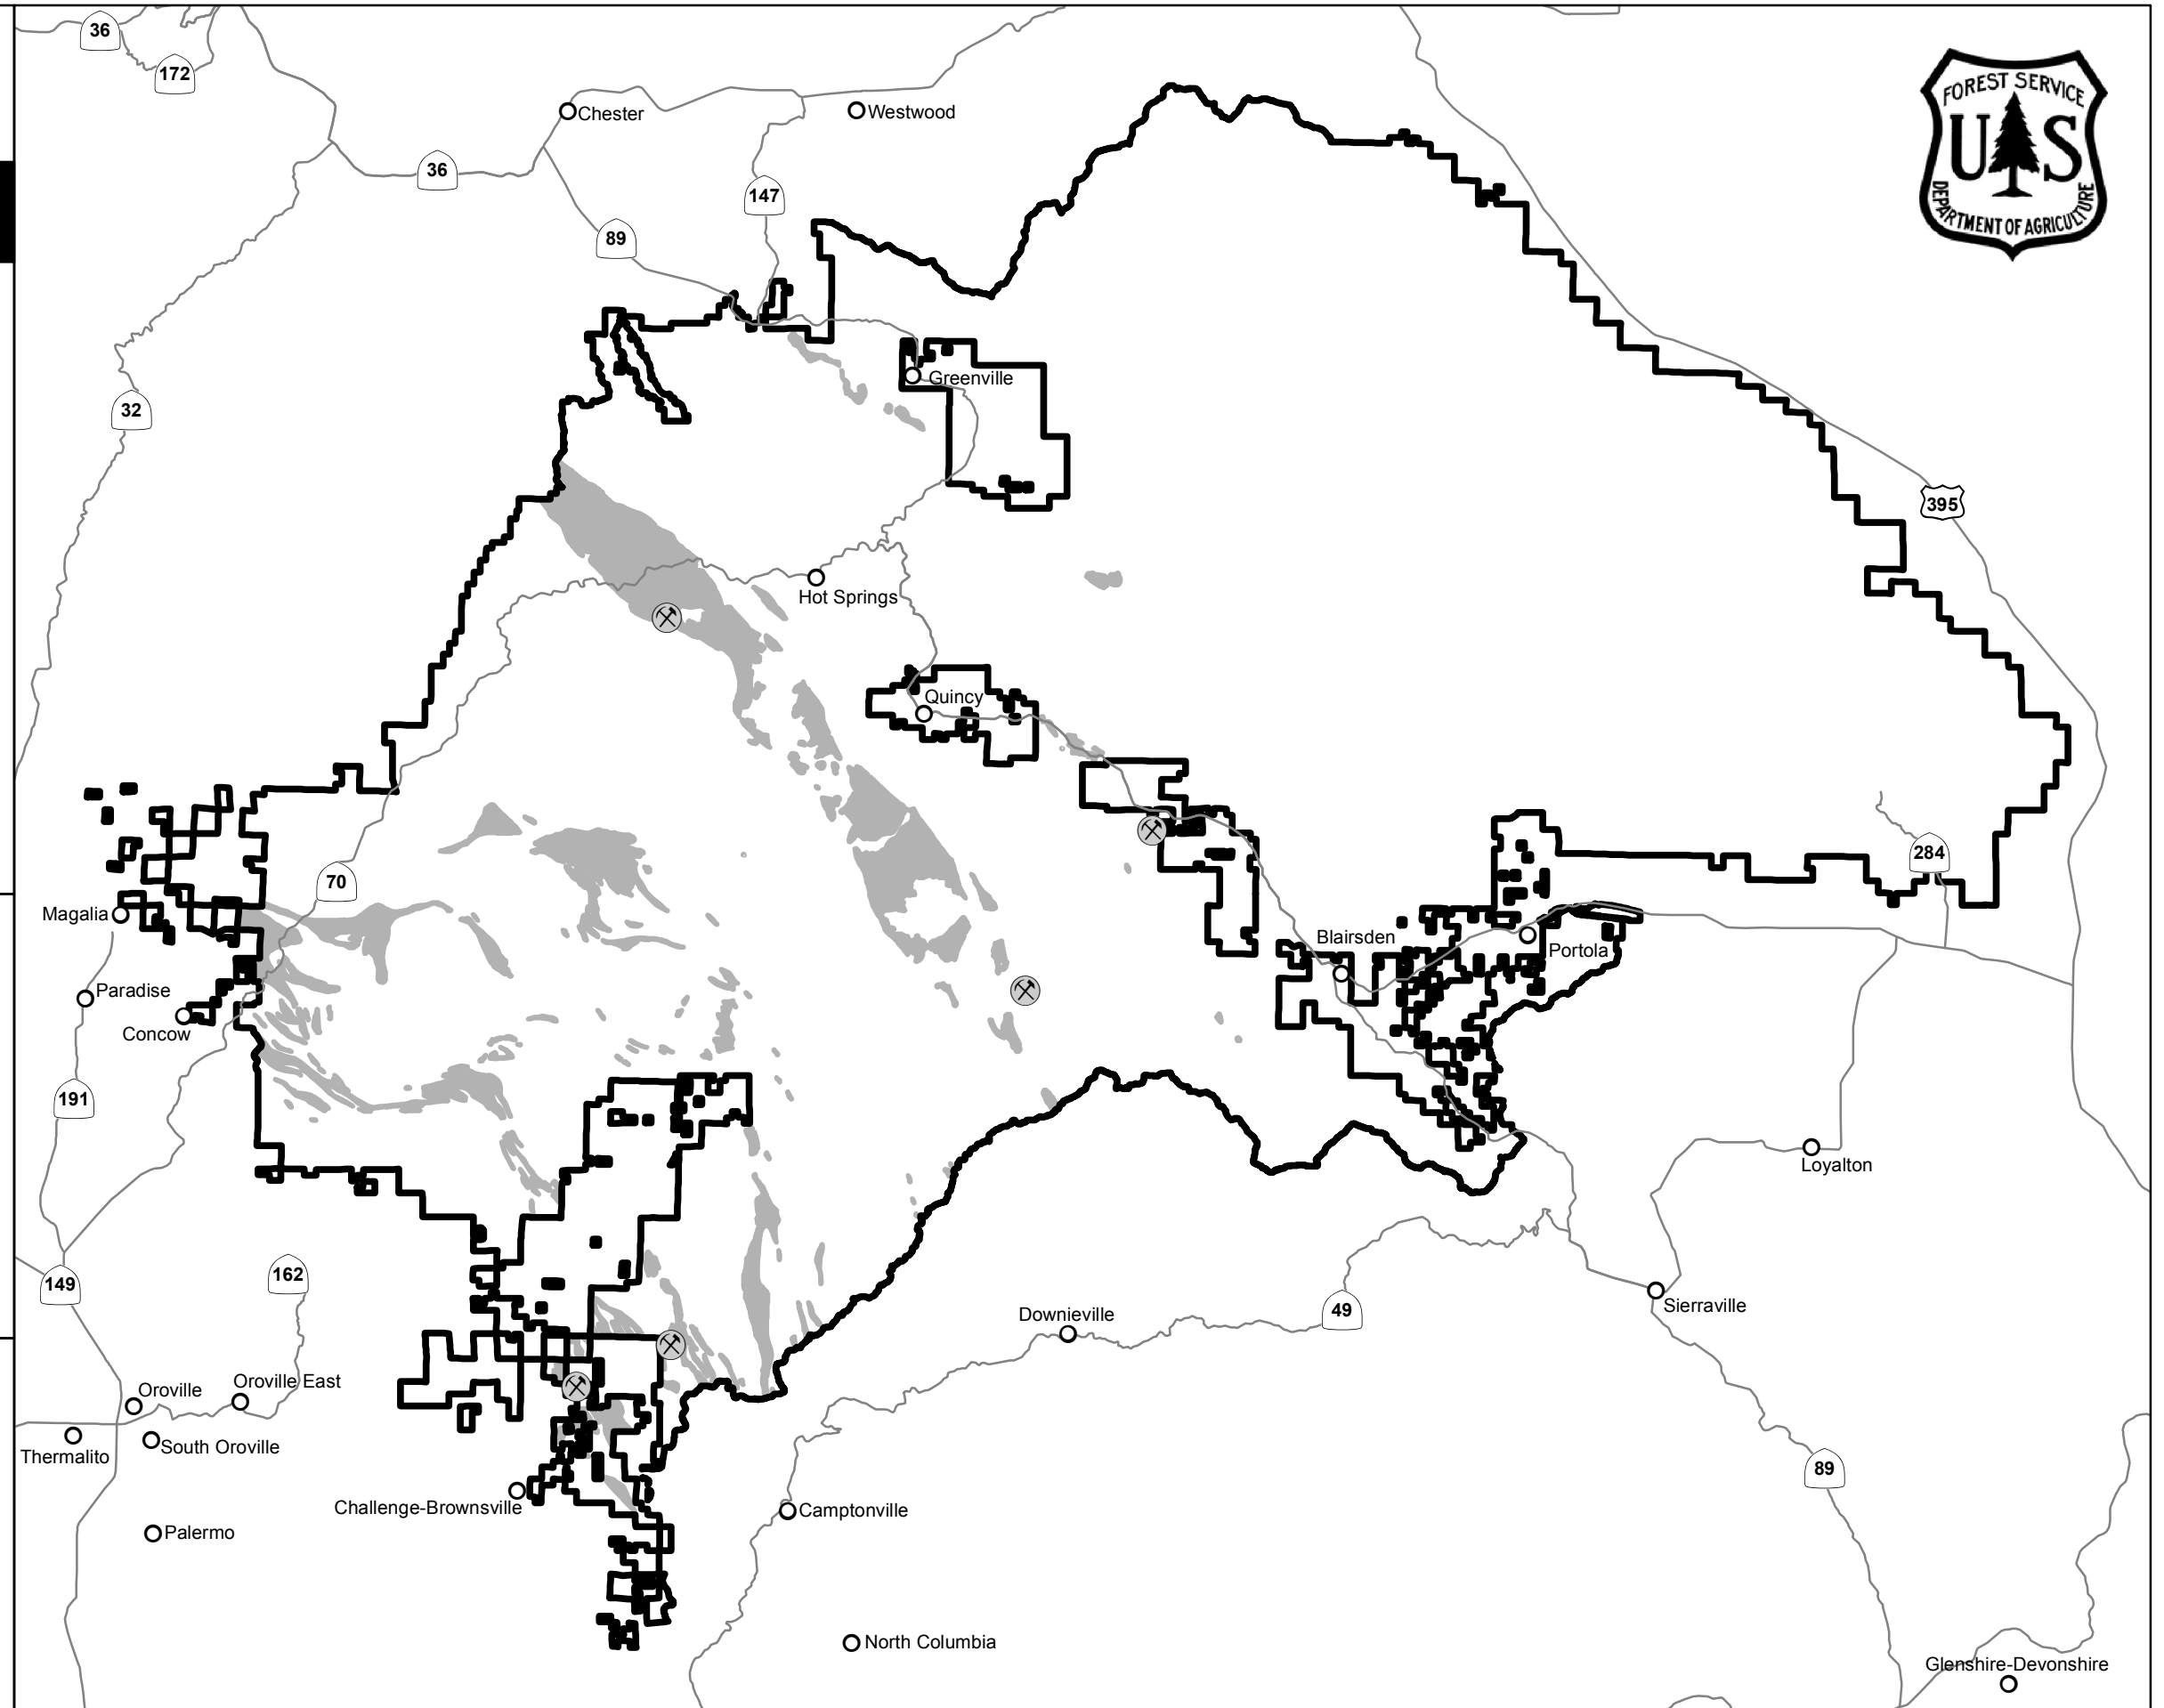 36
172
FOREST SERVICE
U S
DEPARTMENT OF AGRICULTURE
Chester
Westwood
36
147
89
Greenville
32
395
Hot Springs
Quincy
284
70
Magalia
Blairsden
Portola
Paradise
Concow
191
Loyalton
162
149
Sierraville
Downieville
49
Oroville
Oroville East
Thermalito
South Oroville
89
Challenge-Brownsville
Camptonville
Palermo
North Columbia
Glenshire-Devonshire